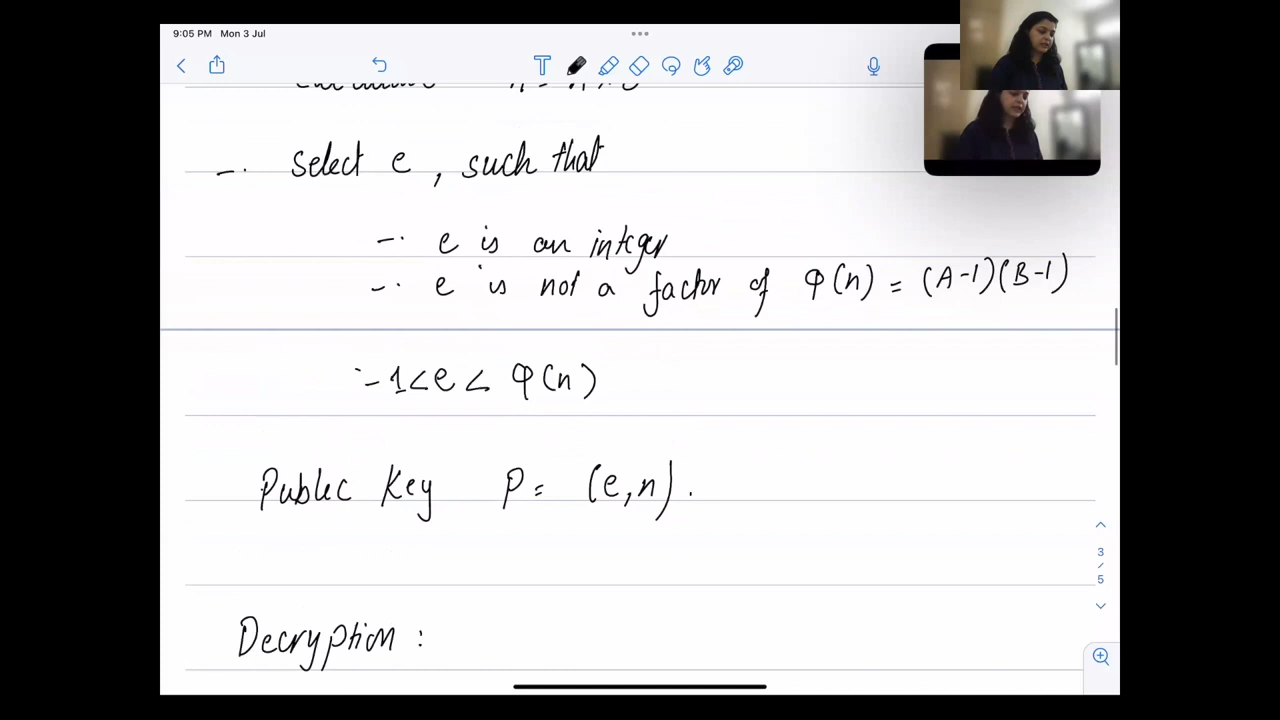 9:05 PM Mon 3 Jul
-. select e , such that
-. e is an integer
-. e is not a factor of φ(n) = (A-1)(B-1)
- 1 < e < φ(n)
Public Key P = (e,n).
3
/
5
Decryption :